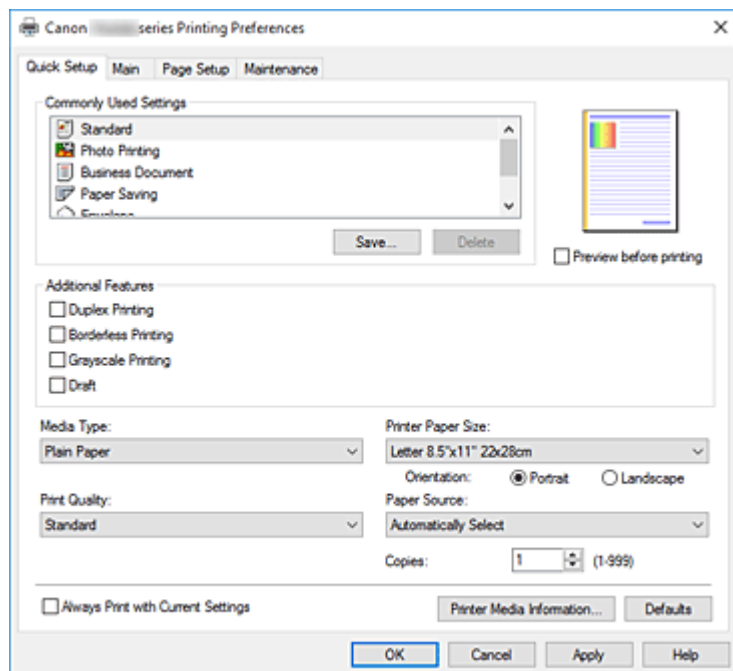 Canon series Printing Preferences
Quick Setup Main Page Setup Maintenance
Commonly Used Settings
Standard
Photo Printing
Business Document
Paper Saving
Envelope
Save... Delete
Preview before printing
Additional Features
Duplex Printing
Borderless Printing
Grayscale Printing
Draft
Media Type: Printer Paper Size:
Plain Paper Letter 8.5"x11" 22x28cm
Orientation: Portrait Landscape
Print Quality: Paper Source:
Standard Automatically Select
Copies: 1 (1-999)
Always Print with Current Settings Printer Media Information... Defaults
OK Cancel Apply Help